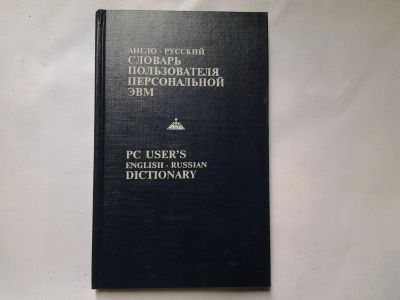 АНГЛО · РУССКИЙ
СЛОВАРЬ
ПОЛЬЗОВАТЕЛЯ
ПЕРСОНАЛЬНОЙ
ЭВМ
PC USER'S
ENGLISH · RUSSIAN
DICTIONARY